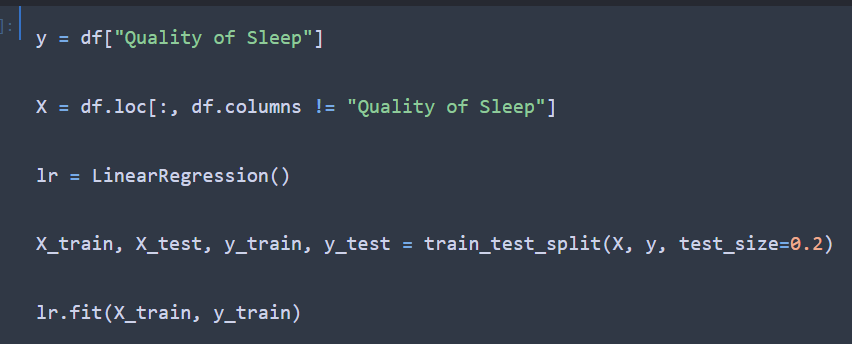 ]:
y = df["Quality of Sleep"]
X = df.loc[:, df.columns != "Quality of Sleep"]
lr = LinearRegression()
X_train, X_test, y_train, y_test = train_test_split(X, y, test_size=0.2)
lr.fit(X_train, y_train)